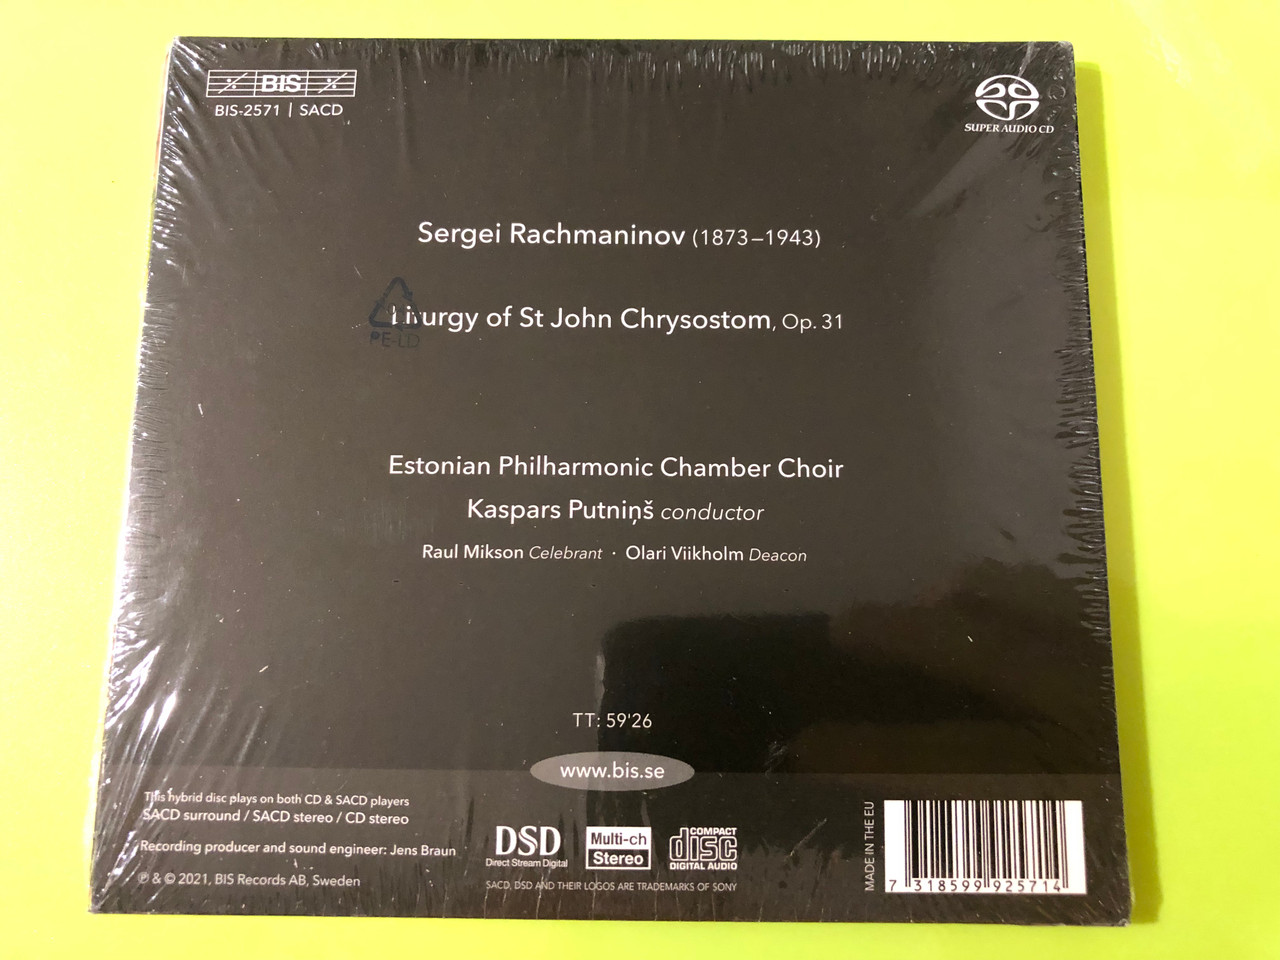 BIS
BIS-2571 | SACD
SUPER AUDIO CD
Sergei Rachmaninov (1873–1943)
Liturgy of St John Chrysostom, Op. 31
PE-LD
Estonian Philharmonic Chamber Choir
Kaspars Putniņš conductor
Raul Mikson Celebrant · Olari Viikholm Deacon
TT: 59'26
www.bis.se
This hybrid disc plays on both CD & SACD players
SACD surround / SACD stereo / CD stereo
Recording producer and sound engineer: Jens Braun
℗ & © 2021, BIS Records AB, Sweden
DSD
Direct Stream Digital
Multi-ch
Stereo
COMPACT
disc
DIGITAL AUDIO
SACD, DSD AND THEIR LOGOS ARE TRADEMARKS OF SONY
MADE IN THE EU
7 318599 925714